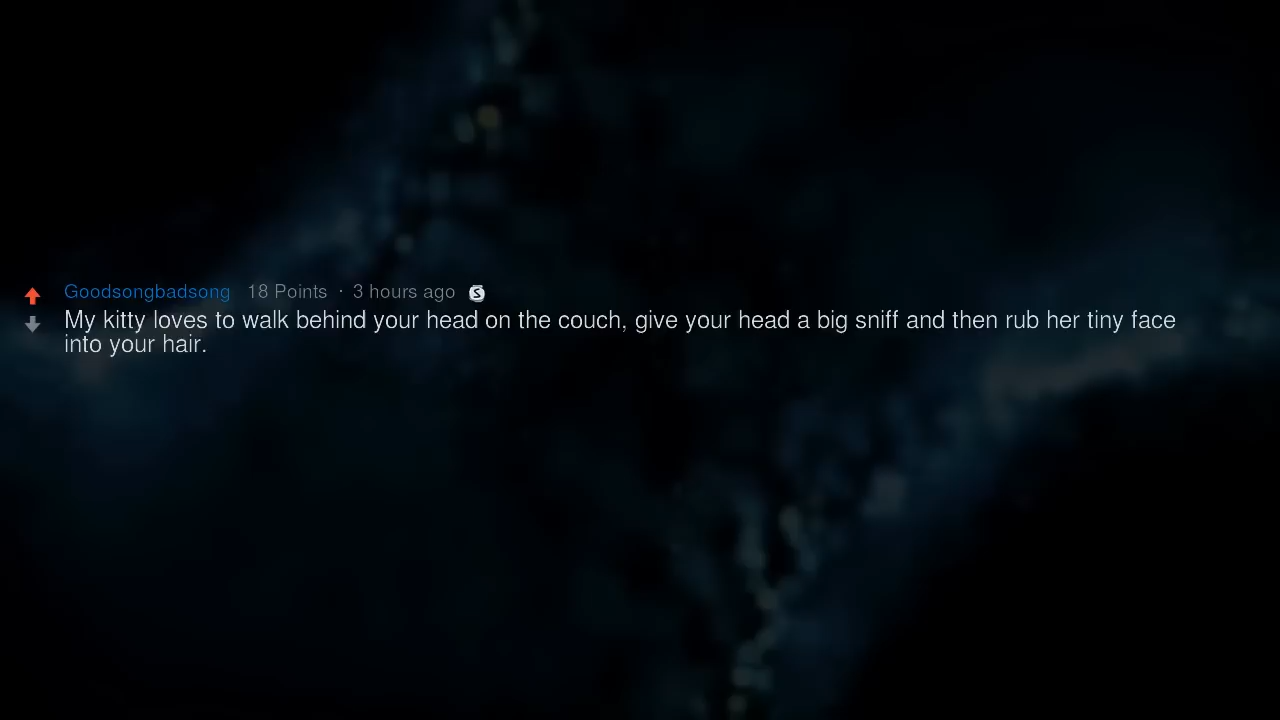 Goodsongbadsong 18 Points · 3 hours ago
My kitty loves to walk behind your head on the couch, give your head a big sniff and then rub her tiny face
into your hair.